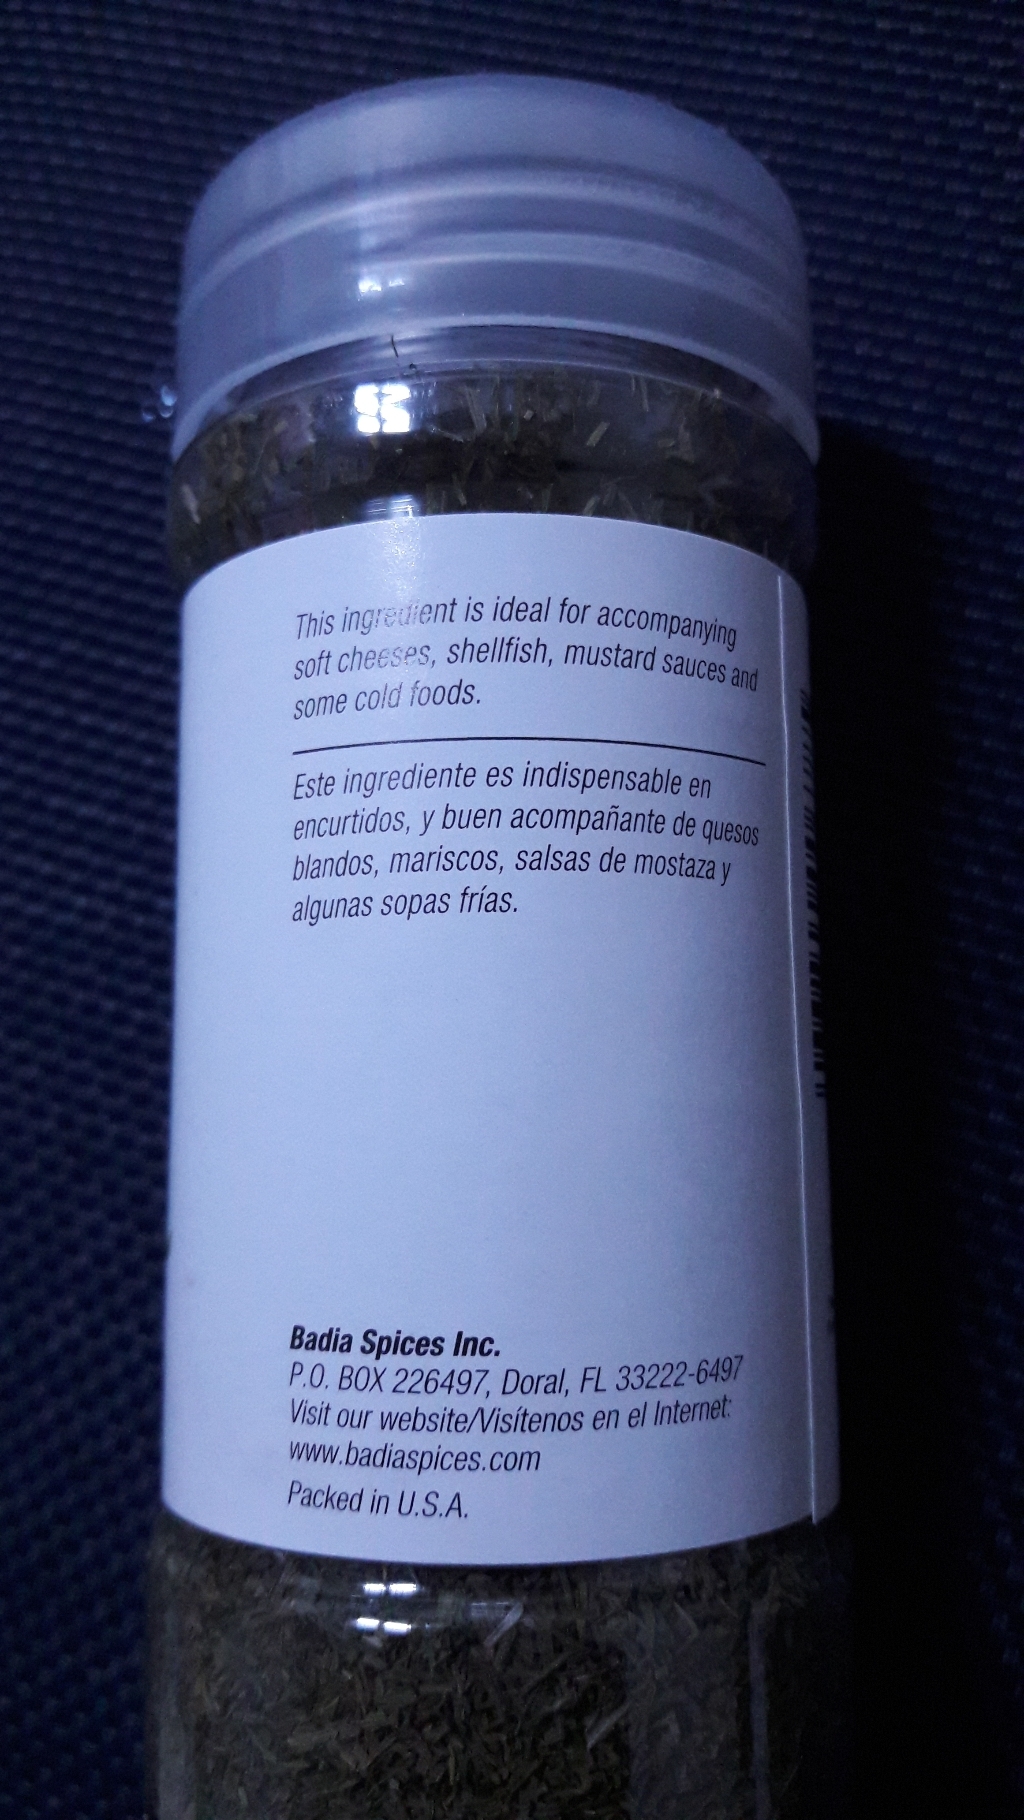 This ingredient is ideal for accompanying
soft cheeses, shellfish, mustard sauces and
some cold foods.
Este ingrediente es indispensable en
encurtidos, y buen acompañante de quesos
blandos, mariscos, salsas de mostaza y
algunas sopas frías.
Badia Spices Inc.
P.O. BOX 226497, Doral, FL 33222-6497
Visit our website/Visítenos en el Internet:
www.badiaspices.com
Packed in U.S.A.